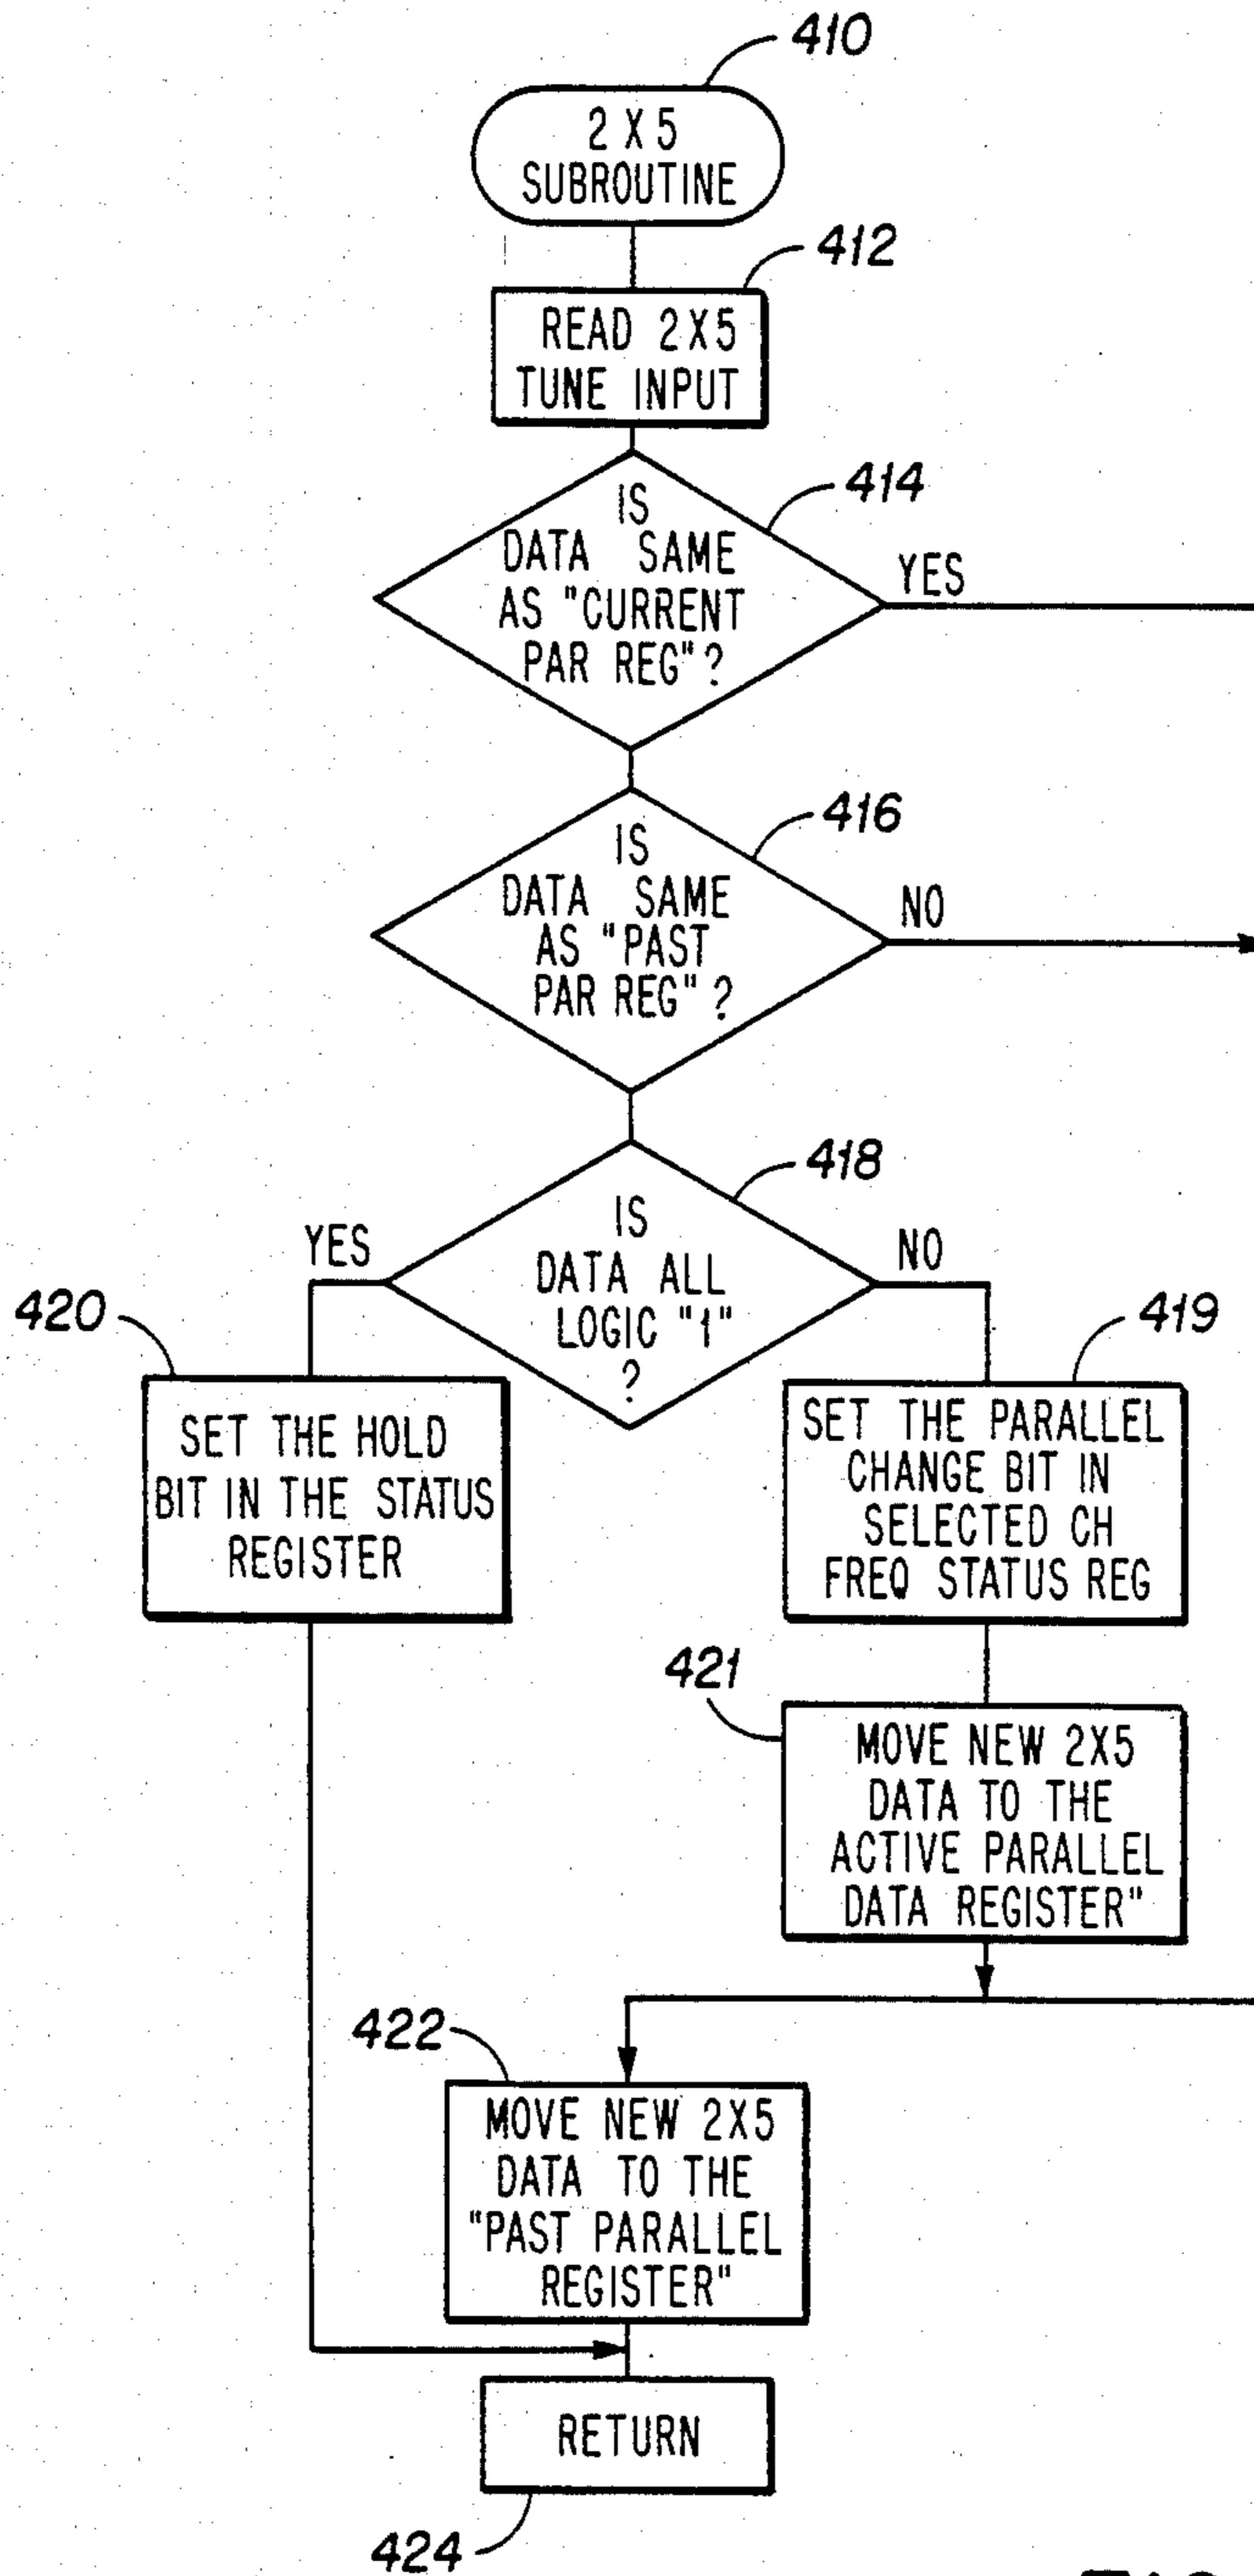 410
2 X 5
SUBROUTINE
412
READ 2X5
TUNE INPUT
414
IS
DATA SAME
AS "CURRENT
PAR REG"?
YES
416
IS
DATA SAME
AS "PAST
PAR REG"?
NO
418
IS
DATA ALL
LOGIC "1"
?
YES
NO
420
SET THE HOLD
BIT IN THE STATUS
REGISTER
419
SET THE PARALLEL
CHANGE BIT IN
SELECTED CH
FREQ STATUS REG
421
MOVE NEW 2X5
DATA TO THE
ACTIVE PARALLEL
DATA REGISTER"
422
MOVE NEW 2X5
DATA TO THE
"PAST PARALLEL
REGISTER"
RETURN
424